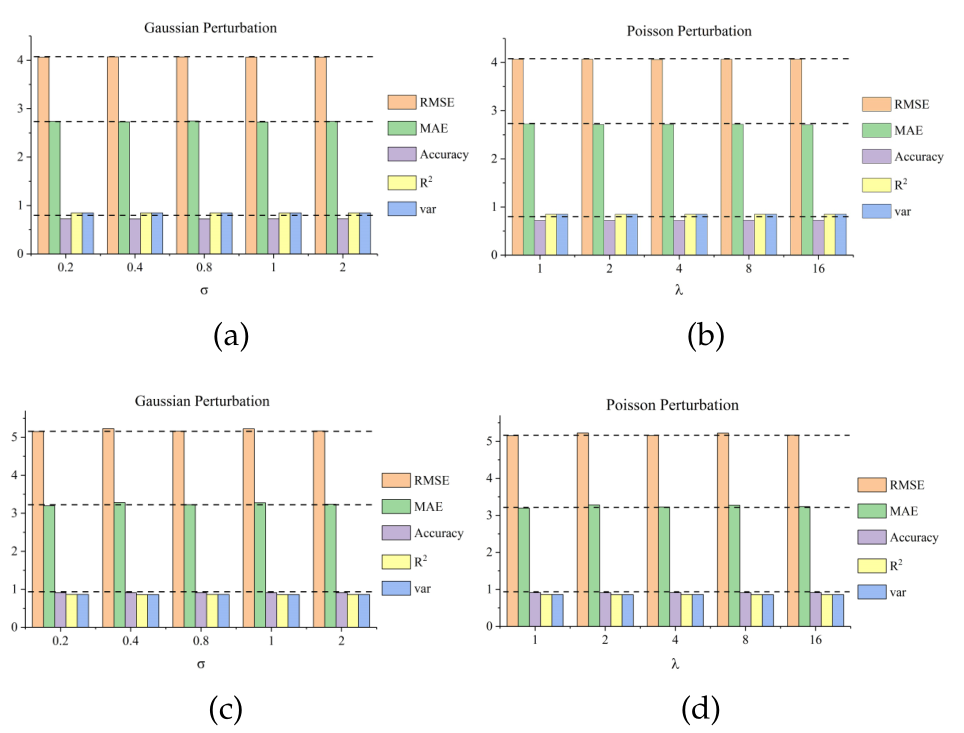 Gaussian Perturbation
4
3
2
1
0
0.2 0.4 0.8 1 2
σ
RMSE
MAE
Accuracy
R²
var
(a)
Poisson Perturbation
4
3
2
1
0
1 2 4 8 16
λ
RMSE
MAE
Accuracy
R²
var
(b)
Gaussian Perturbation
5
4
3
2
1
0
0.2 0.4 0.8 1 2
σ
RMSE
MAE
Accuracy
R²
var
(c)
Poisson Perturbation
5
4
3
2
1
0
1 2 4 8 16
λ
RMSE
MAE
Accuracy
R²
var
(d)